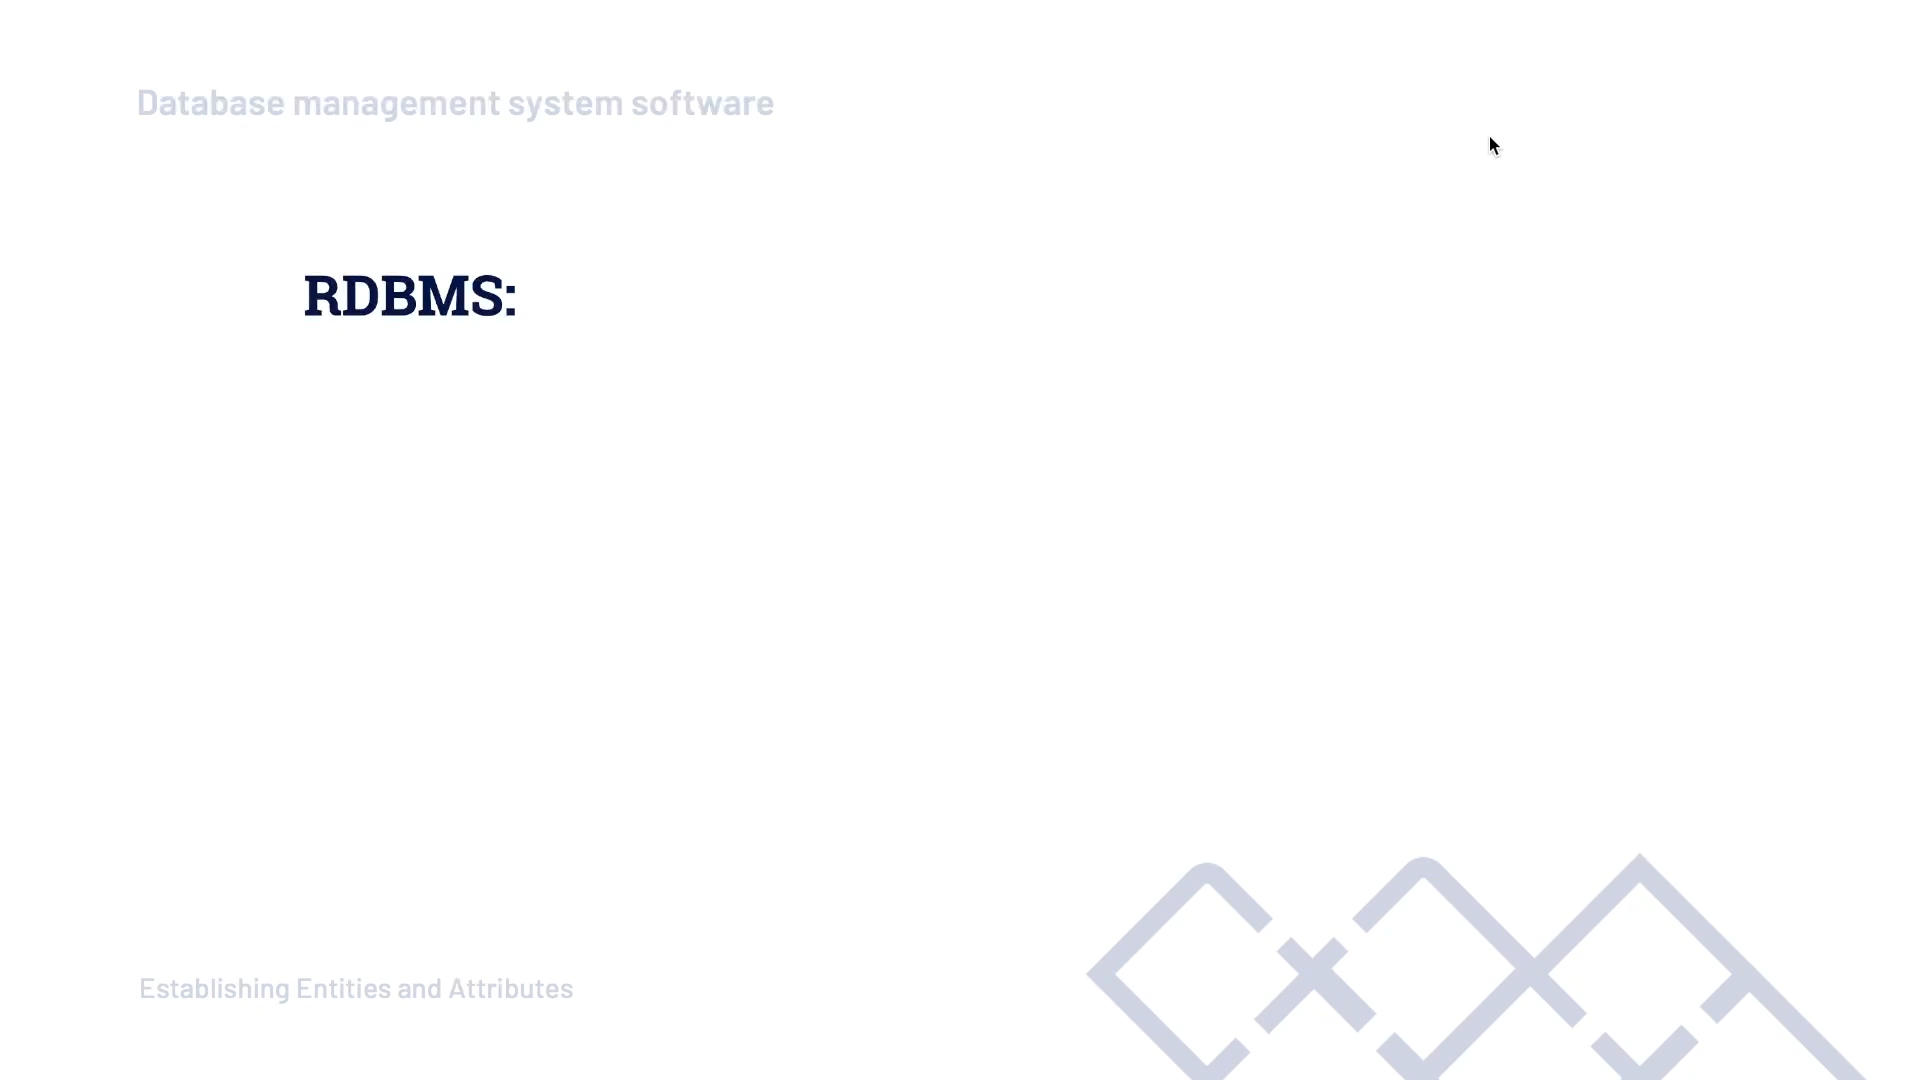 Database management system software
RDBMS:
Establishing Entities and Attributes